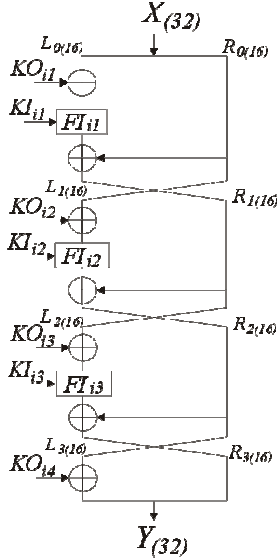 X(32)
L0(16) R0(16)
KOi1
KIi1 FIi1
L1(16) R1(16)
KOi2
KIi2 FIi2
L2(16) R2(16)
KOi3
KIi3 FIi3
L3(16) R3(16)
KOi4
Y(32)